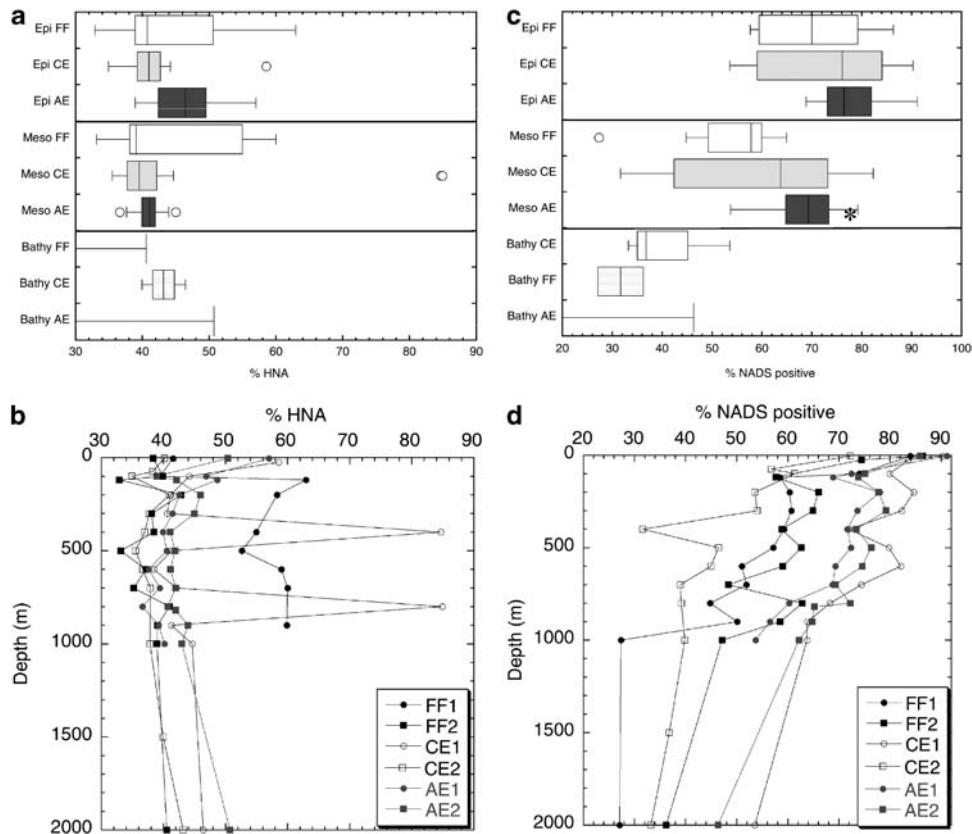 a
Epi FF
Epi CE
Epi AE
Meso FF
Meso CE
Meso AE
Bathy FF
Bathy CE
Bathy AE
30 40 50 60 70 80 90
% HNA
c
Epi FF
Epi CE
Epi AE
Meso FF
Meso CE
Meso AE
*
Bathy CE
Bathy FF
Bathy AE
20 30 40 50 60 70 80 90 100
% NADS positive
b
% HNA
30 40 50 60 70 80 90
0
500
1000
1500
2000
Depth (m)
FF1
FF2
CE1
CE2
AE1
AE2
d
% NADS positive
20 30 40 50 60 70 80 90
0
500
1000
1500
2000
Depth (m)
FF1
FF2
CE1
CE2
AE1
AE2